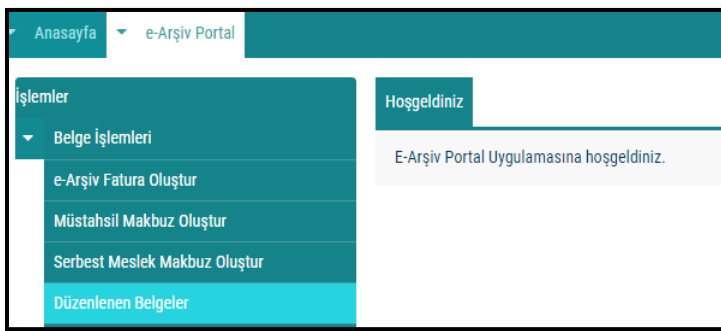 Anasayfa
e-Arşiv Portal
İşlemler
Belge İşlemleri
e-Arşiv Fatura Oluştur
Müstahsil Makbuz Oluştur
Serbest Meslek Makbuz Oluştur
Düzenlenen Belgeler
Hoşgeldiniz
E-Arşiv Portal Uygulamasına hoşgeldiniz.